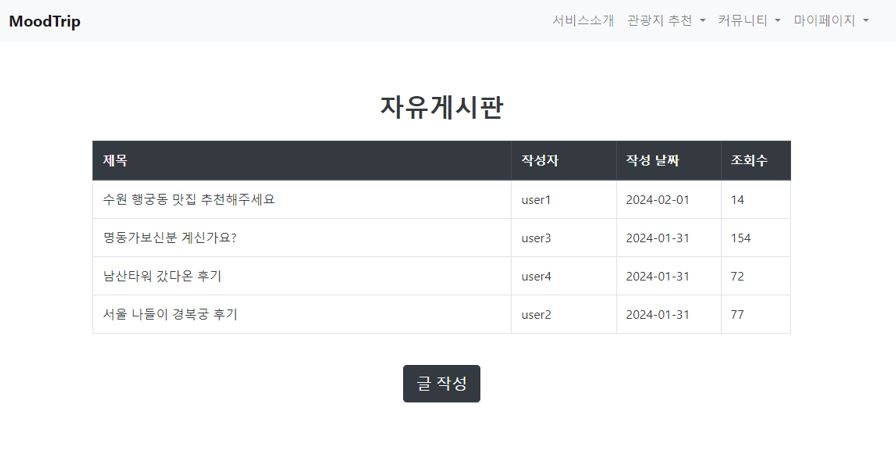 MoodTrip 서비스소개 관광지 추천 커뮤니티 마이페이지
자유게시판
제목 작성자 작성 날짜 조회수
수원 행궁동 맛집 추천해주세요 user1 2024-02-01 14
명동가보신분 계신가요? user3 2024-01-31 154
남산타워 갔다온 후기 user4 2024-01-31 72
서울 나들이 경복궁 후기 user2 2024-01-31 77
글 작성